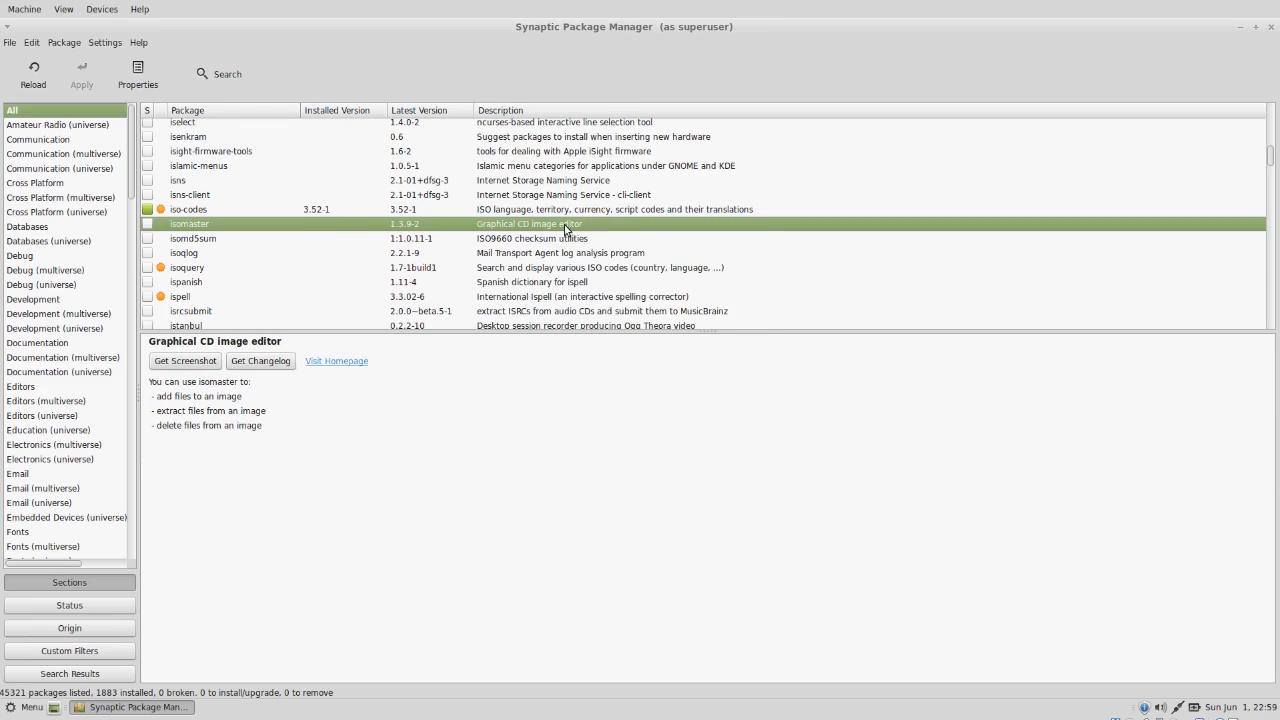 Machine View Devices Help
Synaptic Package Manager (as superuser)
File Edit Package Settings Help
Reload Apply Properties Search
All
Amateur Radio (universe)
Communication
Communication (multiverse)
Communication (universe)
Cross Platform
Cross Platform (multiverse)
Cross Platform (universe)
Databases
Databases (universe)
Debug
Debug (multiverse)
Debug (universe)
Development
Development (multiverse)
Development (universe)
Documentation
Documentation (multiverse)
Documentation (universe)
Editors
Editors (multiverse)
Editors (universe)
Education (universe)
Electronics (multiverse)
Electronics (universe)
Email
Email (multiverse)
Email (universe)
Embedded Devices (universe)
Fonts
Fonts (multiverse)
Sections
Status
Origin
Custom Filters
Search Results
S Package Installed Version Latest Version Description
iselect 1.4.0-2 ncurses-based interactive line selection tool
isenkram 0.6 Suggest packages to install when inserting new hardware
isight-firmware-tools 1.6-2 tools for dealing with Apple iSight firmware
islamic-menus 1.0.5-1 Islamic menu categories for applications under GNOME and KDE
isns 2.1-01+dfsg-3 Internet Storage Naming Service
isns-client 2.1-01+dfsg-3 Internet Storage Naming Service - cli-client
iso-codes 3.52-1 3.52-1 ISO language, territory, currency, script codes and their translations
isomaster 1.3.9-2 Graphical CD image editor
isomd5sum 1:1.0.11-1 ISO9660 checksum utilities
isoqlog 2.2.1-9 Mail Transport Agent log analysis program
isoquery 1.7-1build1 Search and display various ISO codes (country, language, ...)
ispanish 1.11-4 Spanish dictionary for ispell
ispell 3.3.02-6 International Ispell (an interactive spelling corrector)
isrcsubmit 2.0.0~beta.5-1 extract ISRCs from audio CDs and submit them to MusicBrainz
istanbul 0.2.2-10 Desktop session recorder producing Ogg Theora video
Graphical CD image editor
Get Screenshot Get Changelog Visit Homepage
You can use isomaster to:
- add files to an image
- extract files from an image
- delete files from an image
45321 packages listed, 1883 installed, 0 broken. 0 to install/upgrade, 0 to remove
Menu Synaptic Package Man... Sun Jun 1, 22:59